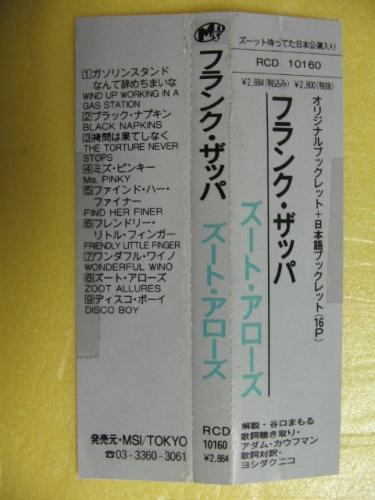 1 ガソリンスタンド
なんて辞めちまいな
WIND UP WORKING IN A
GAS STATION
2 ブラック・ナプキン
BLACK NAPKINS
3 拷問は果てしなく
THE TORTURE NEVER
STOPS
4 ミズ・ピンキー
Ms. PINKY
5 ファインド・ハー・
ファイナー
FIND HER FINER
6 フレンドリー・
リトル・フィンガー
FRIENDLY LITTLE FINGER
7 ワンダフル・ワイノ
WONDERFUL WINO
8 ズート・アローズ
ZOOT ALLURES
9 ディスコ・ボーイ
DISCO BOY
発売元・MSI/TOKYO
☎03-3360-3061
MSI
フランク・ザッパ
ズート・アローズ
RCD
10160
¥2,884
ズーット待ってた日本公演入り
RCD 10160
¥2,884(税込み) ¥2,800(税抜)
オリジナルブックレット+日本語ブックレット(16P)
フランク・ザッパ
ズート・アローズ
解説・谷口まもる
歌詞聴き取り・
アダム・カウフマン
歌詞対訳・
ヨシダクニコ